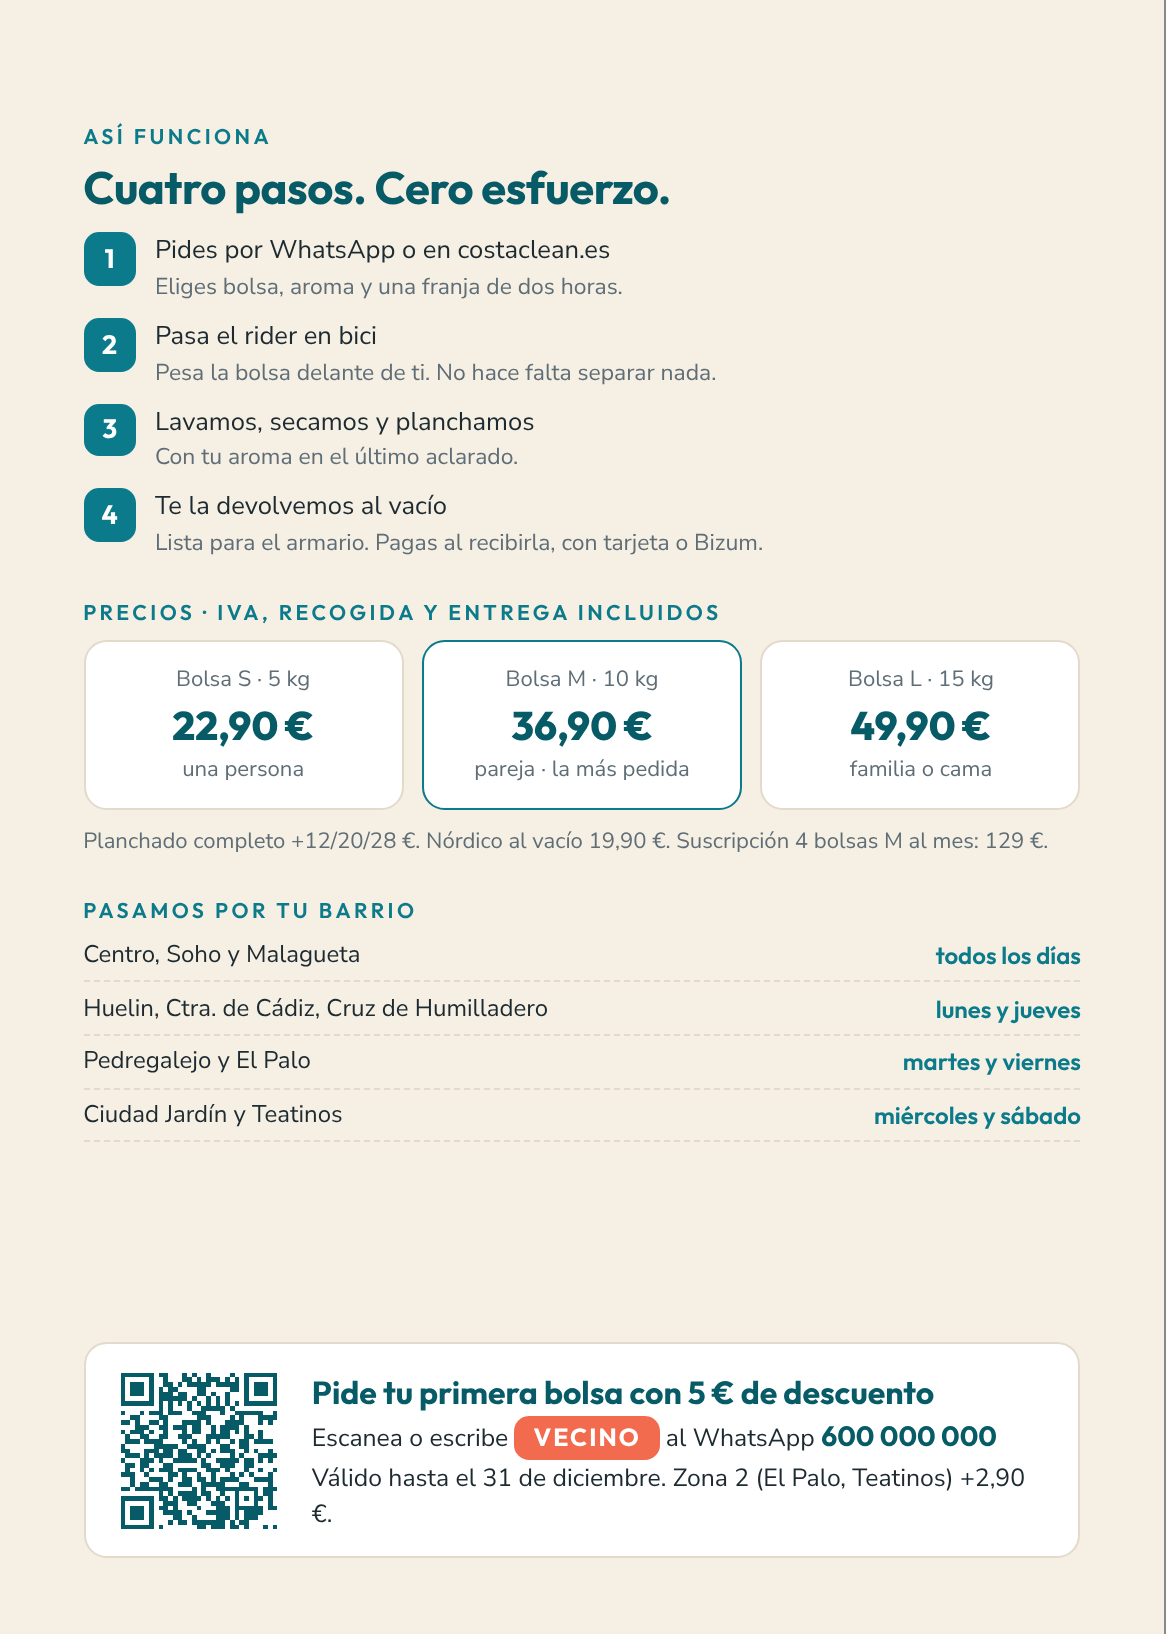 ASÍ FUNCIONA
Cuatro pasos. Cero esfuerzo.
1
Pides por WhatsApp o en costaclean.es
Eliges bolsa, aroma y una franja de dos horas.
2
Pasa el rider en bici
Pesa la bolsa delante de ti. No hace falta separar nada.
3
Lavamos, secamos y planchamos
Con tu aroma en el último aclarado.
4
Te la devolvemos al vacío
Lista para el armario. Pagas al recibirla, con tarjeta o Bizum.
PRECIOS · IVA, RECOGIDA Y ENTREGA INCLUIDOS
Bolsa S · 5 kg
22,90 €
una persona
Bolsa M · 10 kg
36,90 €
pareja · la más pedida
Bolsa L · 15 kg
49,90 €
familia o cama
Planchado completo +12/20/28 €. Nórdico al vacío 19,90 €. Suscripción 4 bolsas M al mes: 129 €.
PASAMOS POR TU BARRIO
Centro, Soho y Malagueta todos los días
Huelin, Ctra. de Cádiz, Cruz de Humilladero lunes y jueves
Pedregalejo y El Palo martes y viernes
Ciudad Jardín y Teatinos miércoles y sábado
Pide tu primera bolsa con 5 € de descuento
Escanea o escribe VECINO al WhatsApp 600 000 000
Válido hasta el 31 de diciembre. Zona 2 (El Palo, Teatinos) +2,90
€.